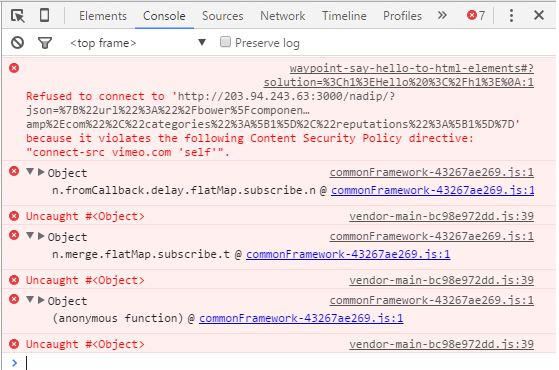 Elements Console Sources Network Timeline Profiles » 7
<top frame> Preserve log
waypoint-say-hello-to-html-elements#?
solution=%3Ch1%3EHello%20%3C%2Fh1%3E%0A:1
Refused to connect to 'http://203.94.243.63:3000/nadip/?
json=%7B%22url%22%3A%22%2Fbower%5Fcomponen…
amp%2Ecom%22%2C%22categories%22%3A%5B1%5D%2C%22reputations%22%3A%5B1%5D%7D'
because it violates the following Content Security Policy directive:
"connect-src vimeo.com 'self'".
Object commonFramework-43267ae269.js:1
n.fromCallback.delay.flatMap.subscribe.n @ commonFramework-43267ae269.js:1
Uncaught #<Object> vendor-main-bc98e972dd.js:39
Object commonFramework-43267ae269.js:1
n.merge.flatMap.subscribe.t @ commonFramework-43267ae269.js:1
Uncaught #<Object> vendor-main-bc98e972dd.js:39
Object commonFramework-43267ae269.js:1
(anonymous function) @ commonFramework-43267ae269.js:1
Uncaught #<Object> vendor-main-bc98e972dd.js:39
>